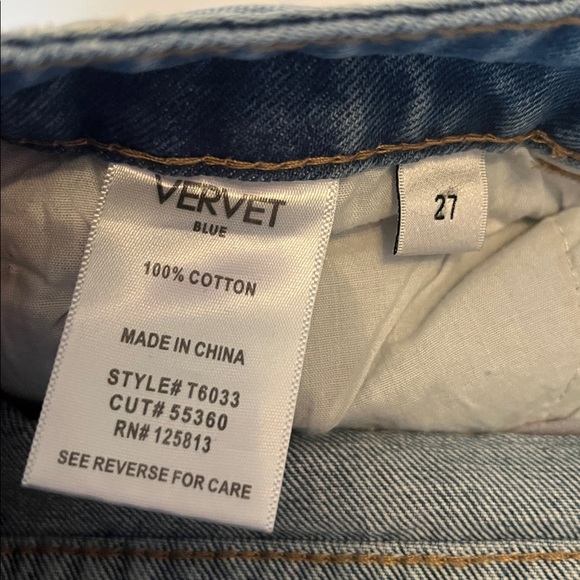 VERVET
BLUE
27
100% COTTON
MADE IN CHINA
STYLE# T6033
CUT# 55360
RN# 125813
SEE REVERSE FOR CARE